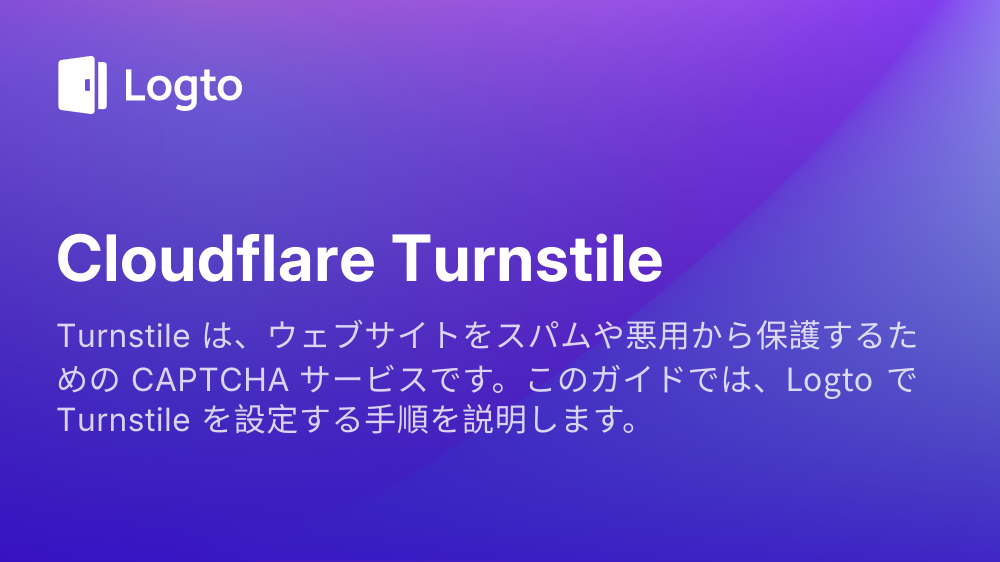 Logto
Cloudflare Turnstile
Turnstile は、ウェブサイトをスパムや悪用から保護するた
めの CAPTCHA サービスです。このガイドでは、Logto で
Turnstile を設定する手順を説明します。